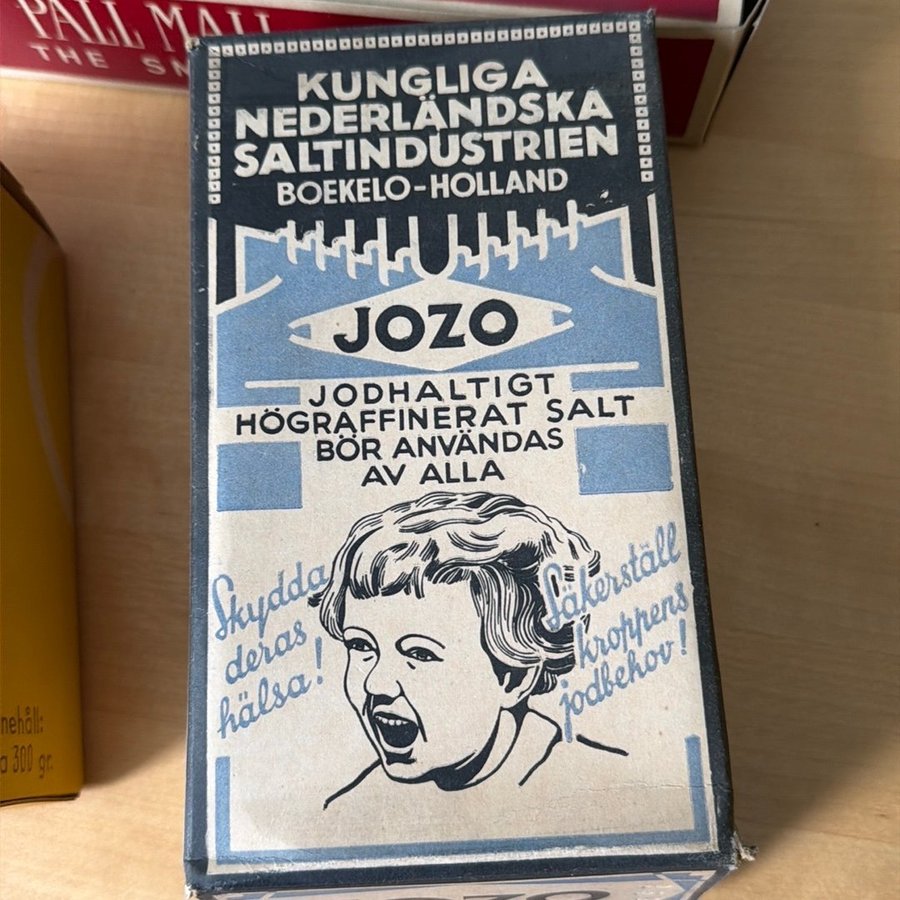 PALL MALL
THE
KUNGLIGA
NEDERLÄNDSKA
SALTINDUSTRIEN
BOEKELO-HOLLAND
JOZO
JODHALTIGT
HÖGRAFFINERAT SALT
BÖR ANVÄNDAS
AV ALLA
Skydda
deras
hälsa!
Säkerställ
kroppens
jodbehov!
300 gr.
JOZO